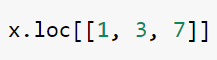 x.loc[[1, 3, 7]]